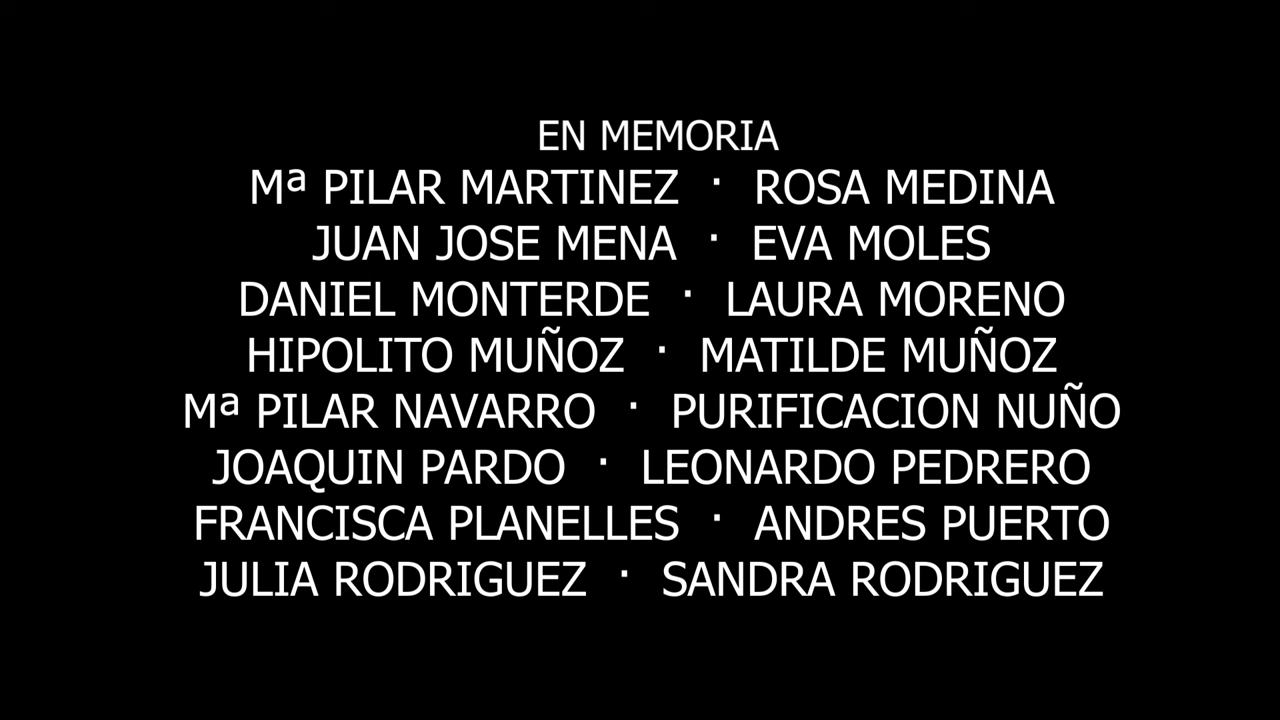 EN MEMORIA
Mª PILAR MARTINEZ · ROSA MEDINA
JUAN JOSE MENA · EVA MOLES
DANIEL MONTERDE · LAURA MORENO
HIPOLITO MUÑOZ · MATILDE MUÑOZ
Mª PILAR NAVARRO · PURIFICACION NUÑO
JOAQUIN PARDO · LEONARDO PEDRERO
FRANCISCA PLANELLES · ANDRES PUERTO
JULIA RODRIGUEZ · SANDRA RODRIGUEZ